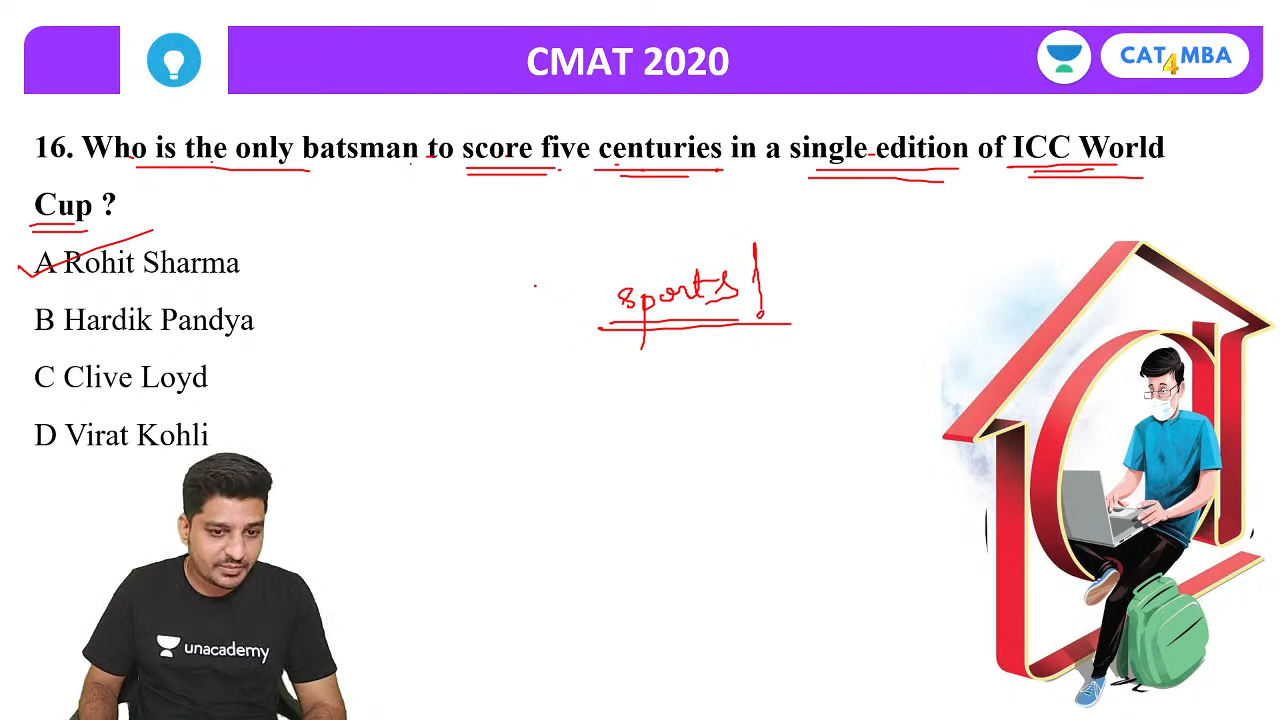 CMAT 2020
CAT4MBA
16. Who is the only batsman to score five centuries in a single edition of ICC World
Cup ?
A Rohit Sharma
sports!
B Hardik Pandya
C Clive Loyd
D Virat Kohli
unacademy